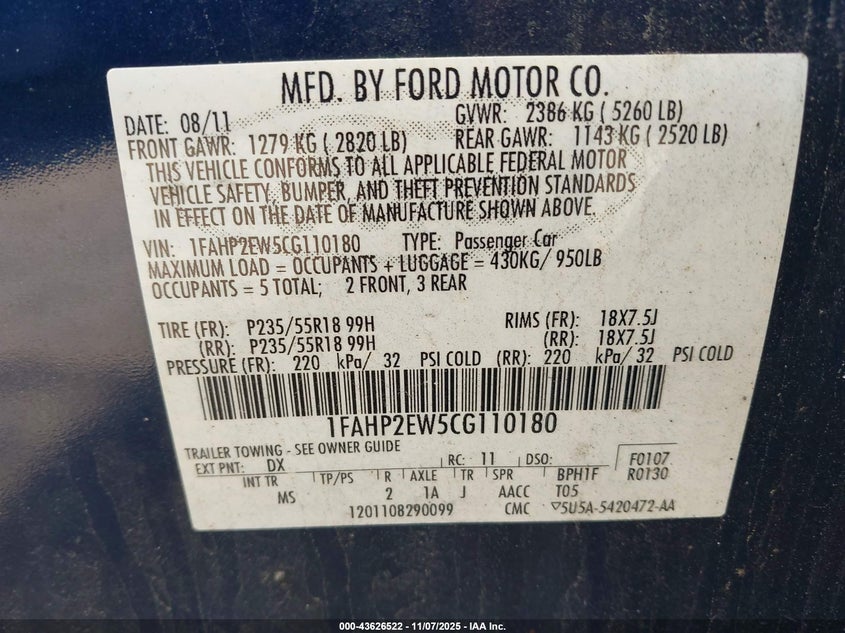 MFD. BY FORD MOTOR CO.
DATE: 08/11 GVWR: 2386 KG ( 5260 LB)
FRONT GAWR: 1279 KG ( 2820 LB) REAR GAWR: 1143 KG ( 2520 LB)
THIS VEHICLE CONFORMS TO ALL APPLICABLE FEDERAL MOTOR
VEHICLE SAFETY, BUMPER, AND THEFT PREVENTION STANDARDS
IN EFFECT ON THE DATE OF MANUFACTURE SHOWN ABOVE.
VIN: 1FAHP2EW5CG110180 TYPE: Passenger Car
MAXIMUM LOAD = OCCUPANTS + LUGGAGE = 430KG/ 950LB
OCCUPANTS = 5 TOTAL; 2 FRONT, 3 REAR
TIRE (FR): P235/55R18 99H RIMS (FR): 18X7.5J
(RR): P235/55R18 99H (RR): 18X7.5J
PRESSURE (FR): 220 kPa/ 32 PSI COLD (RR): 220 kPa/ 32 PSI COLD
1FAHP2EW5CG110180
TRAILER TOWING - SEE OWNER GUIDE
EXT PNT: DX RC: 11 DSO: F0107
INT TR TP/PS R AXLE TR SPR BPH1F R0130
MS 2 1A J AACC T05
1201108290099 CMC ▽5U5A-5420472-AA
000-43626522 - 11/07/2025 - IAA Inc.